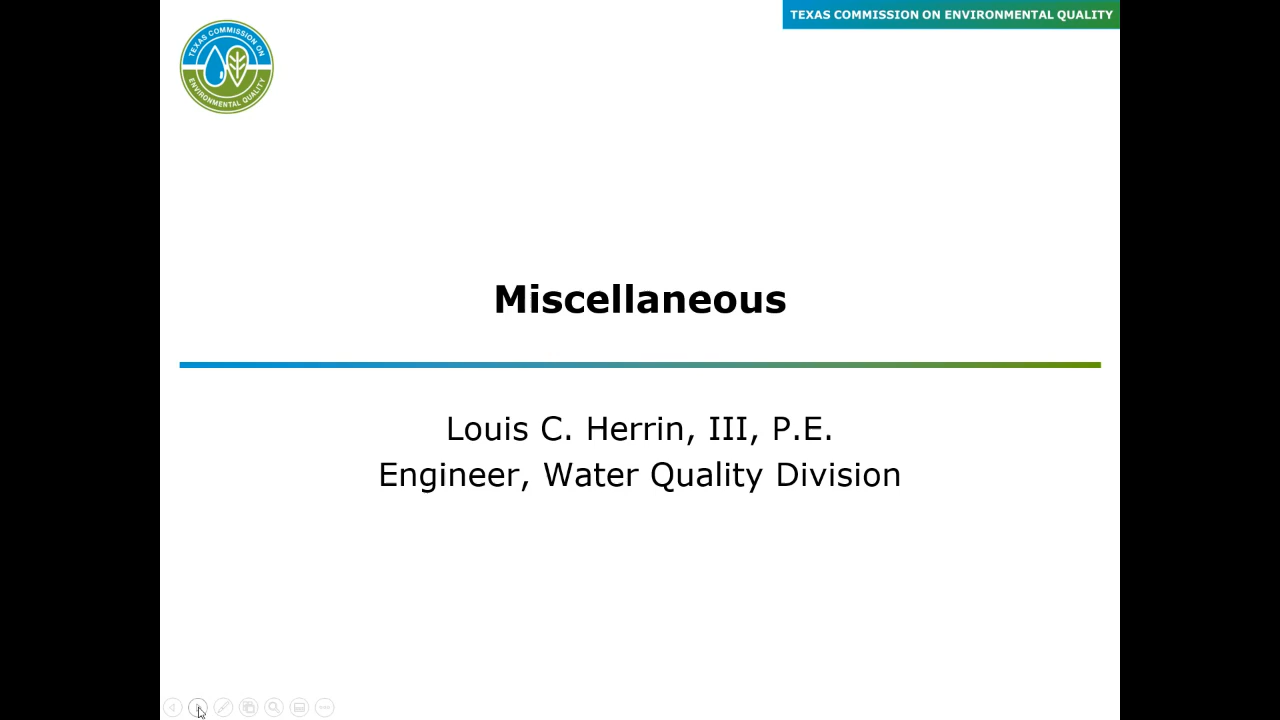 TEXAS COMMISSION ON ENVIRONMENTAL QUALITY
TEXAS COMMISSION ON
ENVIRONMENTAL QUALITY
Miscellaneous
Louis C. Herrin, III, P.E.
Engineer, Water Quality Division